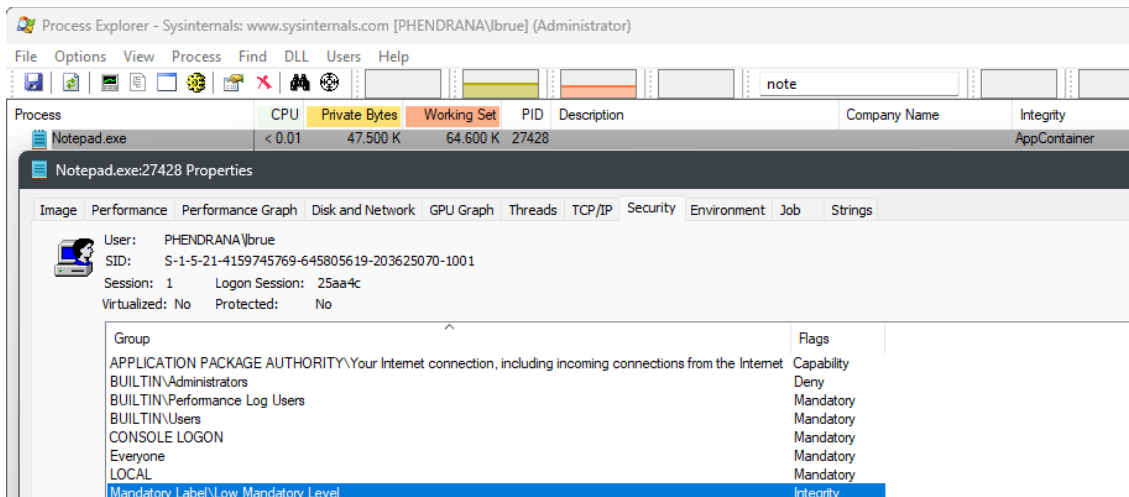 Process Explorer - Sysinternals: www.sysinternals.com [PHENDRANA\lbrue] (Administrator)
File Options View Process Find DLL Users Help
note
Process CPU Private Bytes Working Set PID Description Company Name Integrity
Notepad.exe < 0.01 47.500 K 64.600 K 27428 AppContainer
Notepad.exe:27428 Properties
Image Performance Performance Graph Disk and Network GPU Graph Threads TCP/IP Security Environment Job Strings
User: PHENDRANA\lbrue
SID: S-1-5-21-4159745769-645805619-203625070-1001
Session: 1 Logon Session: 25aa4c
Virtualized: No Protected: No
Group Flags
APPLICATION PACKAGE AUTHORITY\Your Internet connection, including incoming connections from the Internet Capability
BUILTIN\Administrators Deny
BUILTIN\Performance Log Users Mandatory
BUILTIN\Users Mandatory
CONSOLE LOGON Mandatory
Everyone Mandatory
LOCAL Mandatory
Mandatory Label\Low Mandatory Level Integrity